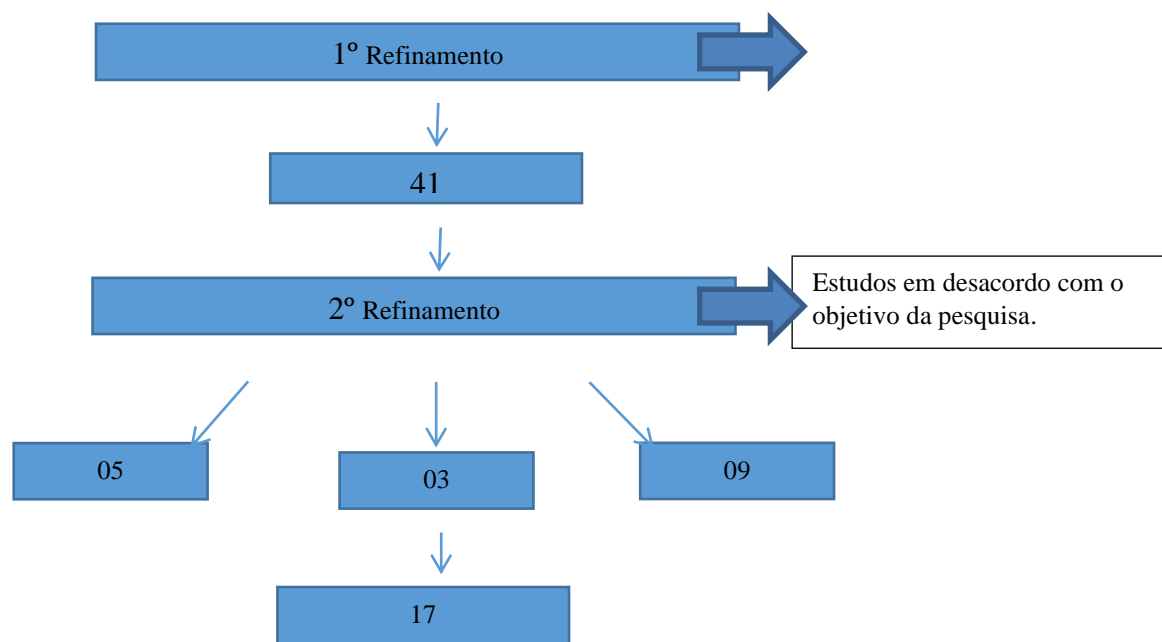 1º Refinamento
41
2º Refinamento
Estudos em desacordo com o
objetivo da pesquisa.
05
03
09
17